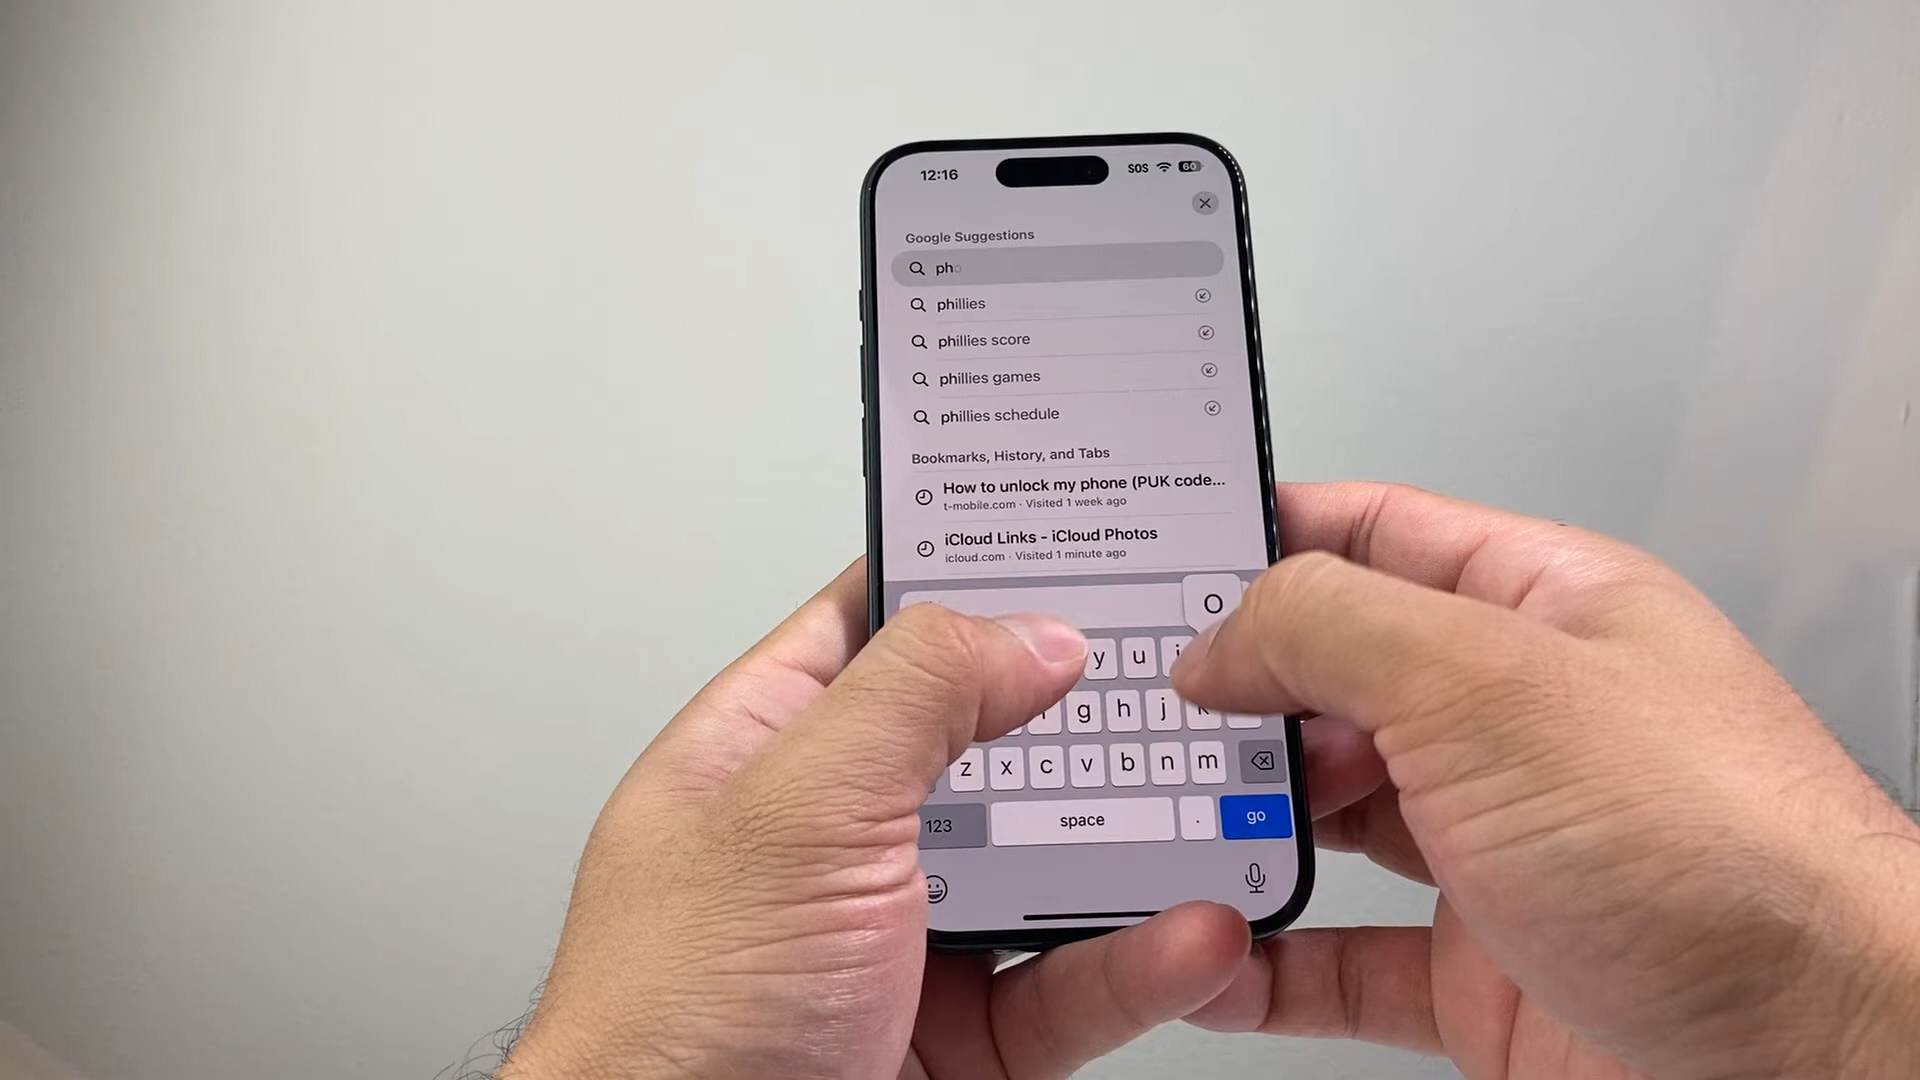 12:16 SOS 60
Google Suggestions
pho
phillies
phillies score
phillies games
phillies schedule
Bookmarks, History, and Tabs
How to unlock my phone (PUK code...
t-mobile.com · Visited 1 week ago
iCloud Links - iCloud Photos
icloud.com · Visited 1 minute ago
O
y u i
g h j k
z x c v b n m
123 space . go